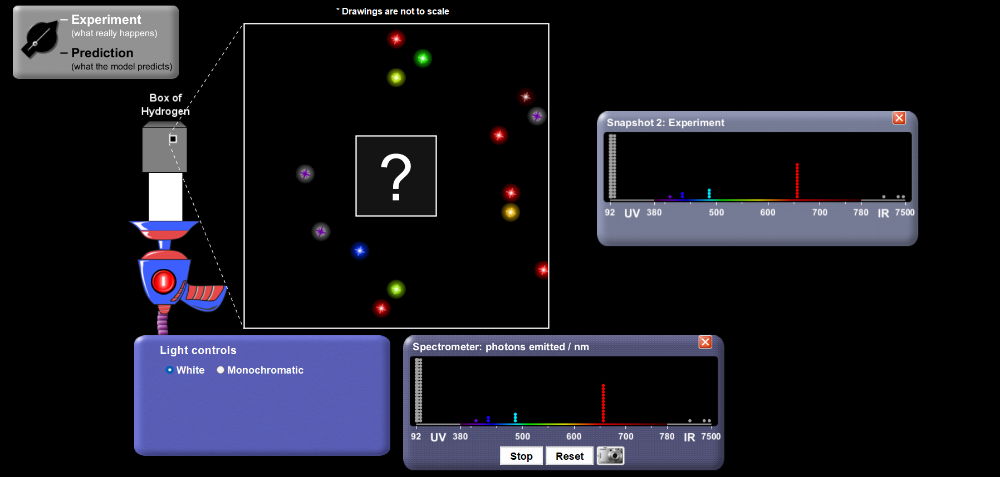 * Drawings are not to scale
Experiment
(what really happens)
Prediction
(what the model predicts)
Box of
Hydrogen
?
Snapshot 2: Experiment
92 UV 380 500 600 700 780 IR 7500
Light controls
White Monochromatic
Spectrometer: photons emitted / nm
92 UV 380 500 600 700 780 IR 7500
Stop Reset